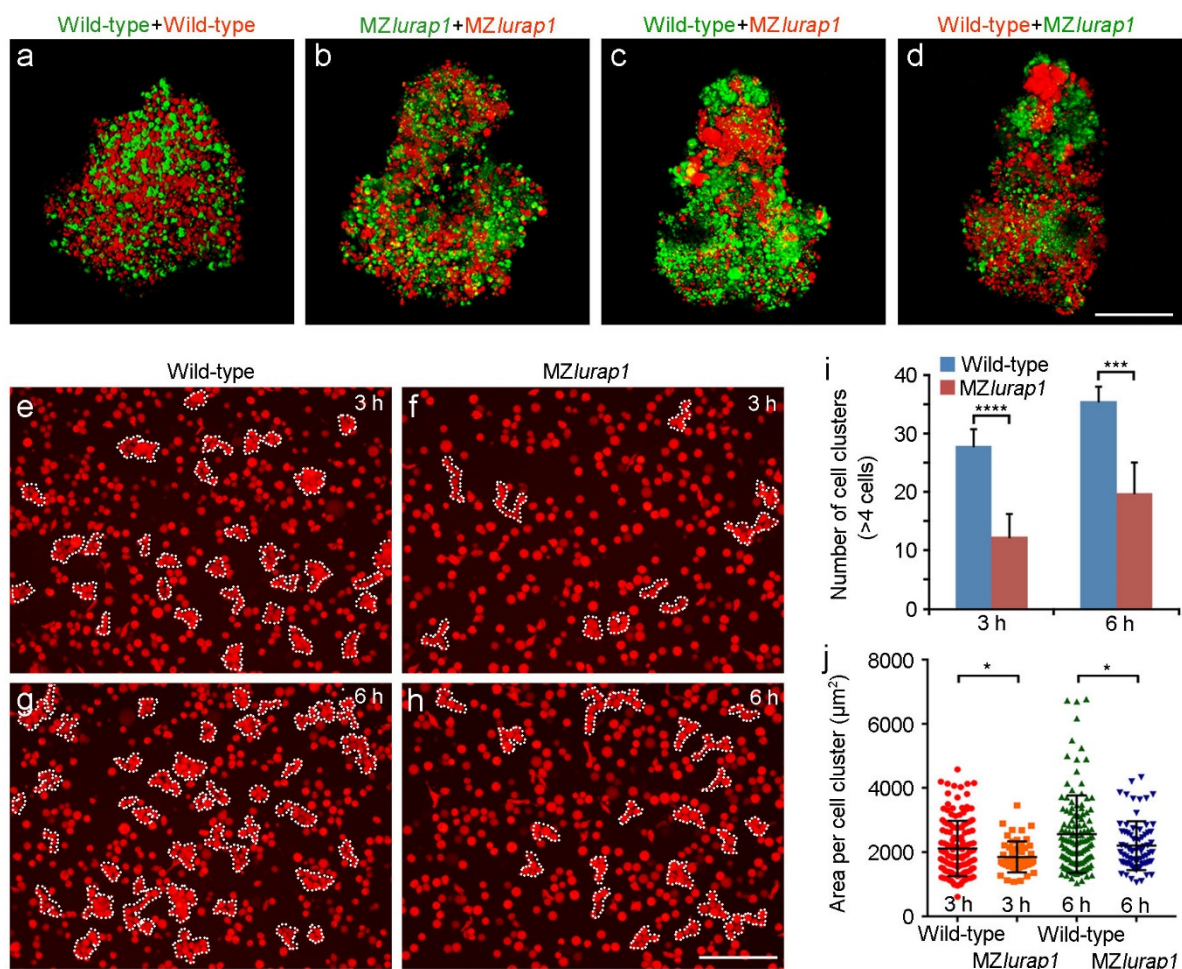 Wild-type+Wild-type
MZlurap1+MZlurap1
Wild-type+MZlurap1
Wild-type+MZlurap1
a
b
c
d
Wild-type
MZlurap1
e
3 h
f
3 h
g
6 h
h
6 h
i
Wild-type
MZlurap1
Number of cell clusters
(>4 cells)
40
30
20
10
0
****
***
3 h
6 h
j
Area per cell cluster (µm²)
8000
6000
4000
2000
0
*
*
3 h
3 h
6 h
6 h
Wild-type
MZlurap1
Wild-type
MZlurap1